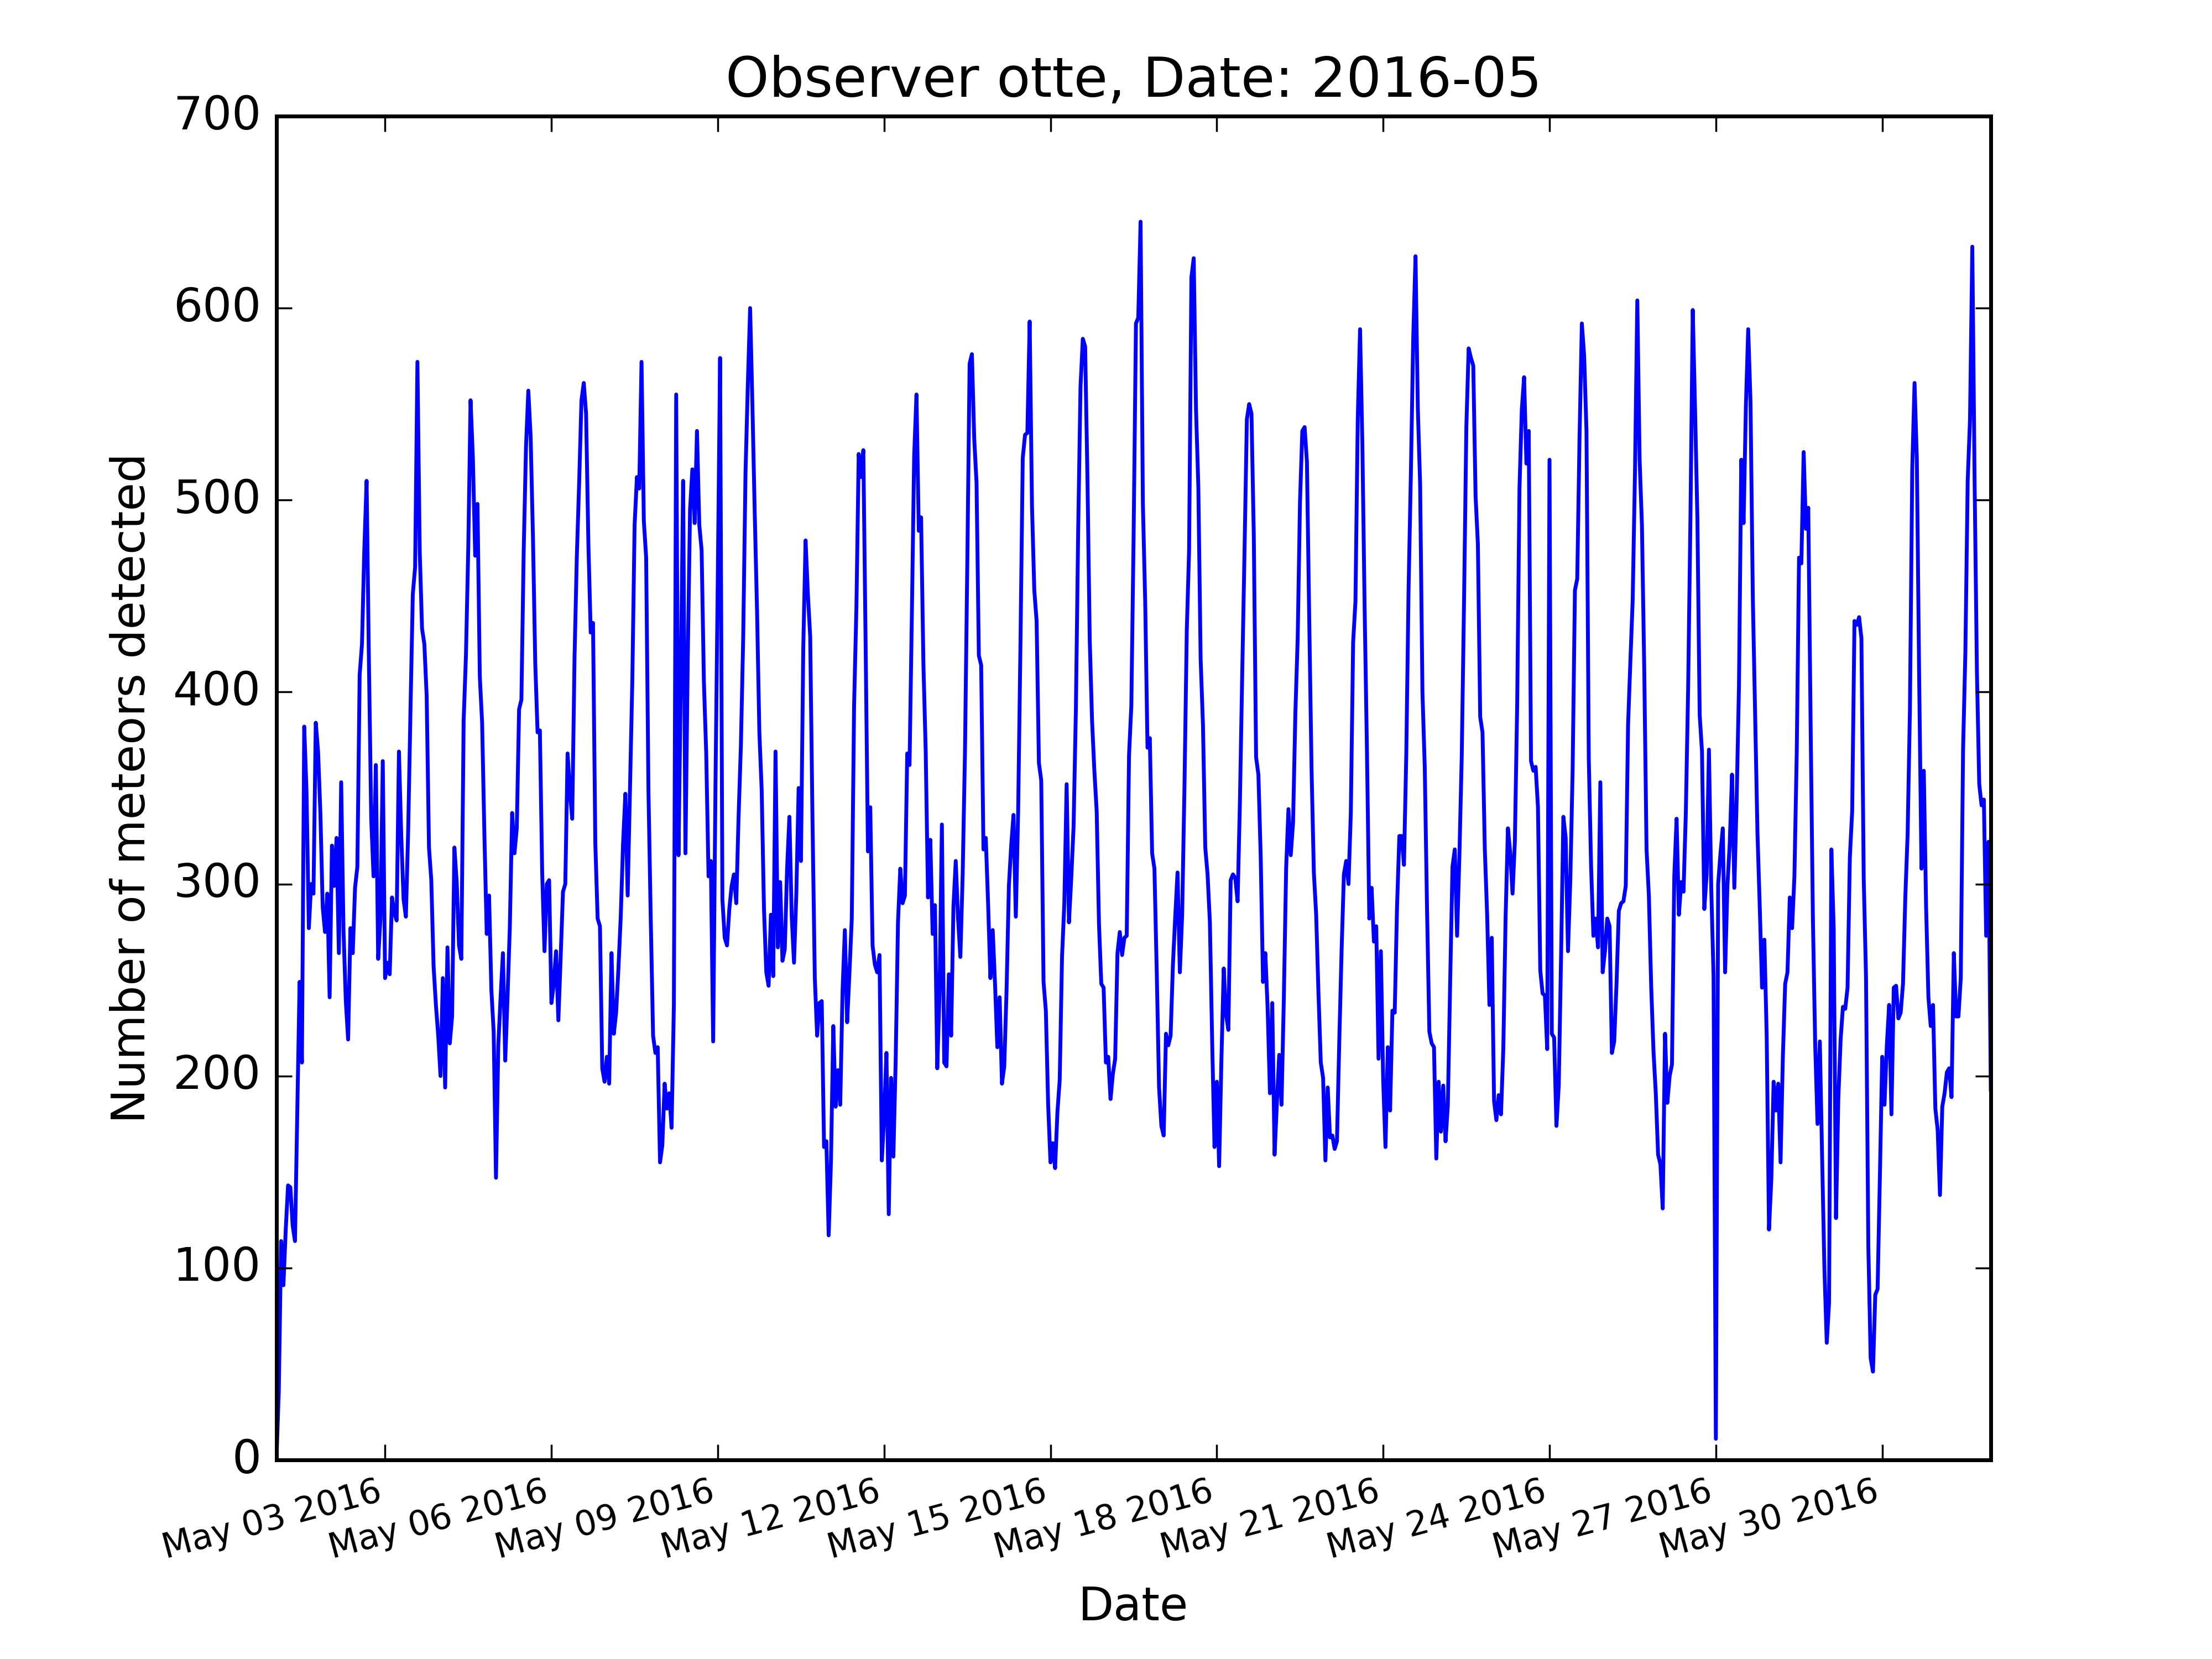 Observer otte, Date: 2016-05
700
600
500
400
300
200
100
0
Number of meteors detected
May 03 2016
May 06 2016
May 09 2016
May 12 2016
May 15 2016
May 18 2016
May 21 2016
May 24 2016
May 27 2016
May 30 2016
Date